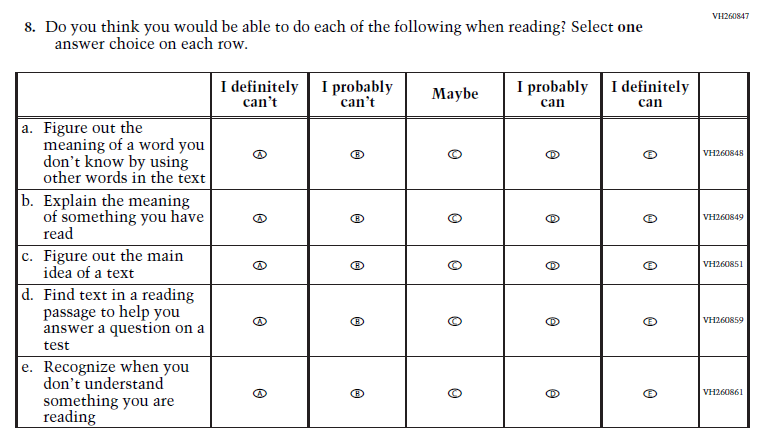 VH260847
8. Do you think you would be able to do each of the following when reading? Select one
answer choice on each row.
I definitely can't I probably can't Maybe I probably can I definitely can
a. Figure out the
meaning of a word you
don't know by using
other words in the text
A B C D E VH260848
b. Explain the meaning
of something you have
read
A B C D E VH260849
c. Figure out the main
idea of a text
A B C D E VH260851
d. Find text in a reading
passage to help you
answer a question on a
test
A B C D E VH260859
e. Recognize when you
don't understand
something you are
reading
A B C D E VH260861